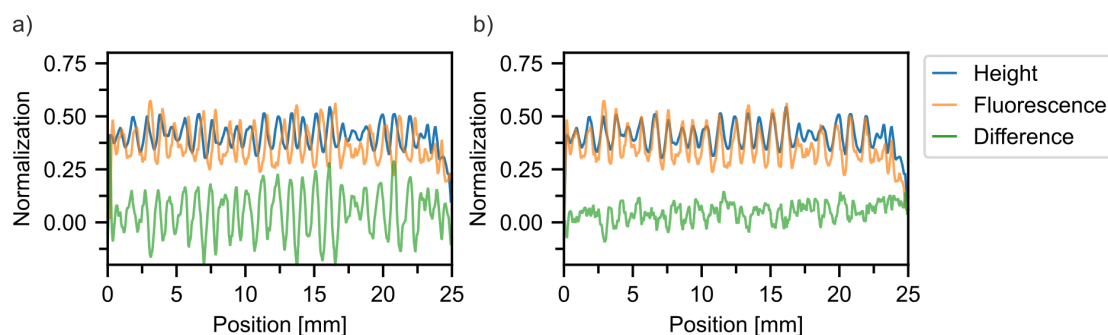 a)
b)
0.75
0.50
0.25
0.00
Normalization
0 5 10 15 20 25
Position [mm]
0.75
0.50
0.25
0.00
Normalization
0 5 10 15 20 25
Position [mm]
Height
Fluorescence
Difference